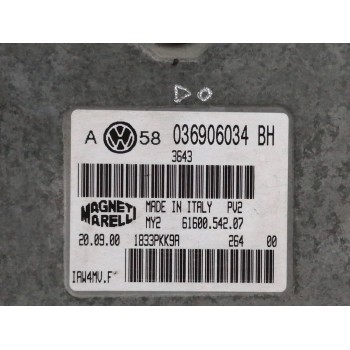 DO
A VW 58 036906034 BH
3643
MAGNETI MARELLI
MADE IN ITALY PV2
MY2 61600.542.07
20.09.00 1833PKK9A 264 00
IAW4MV.F